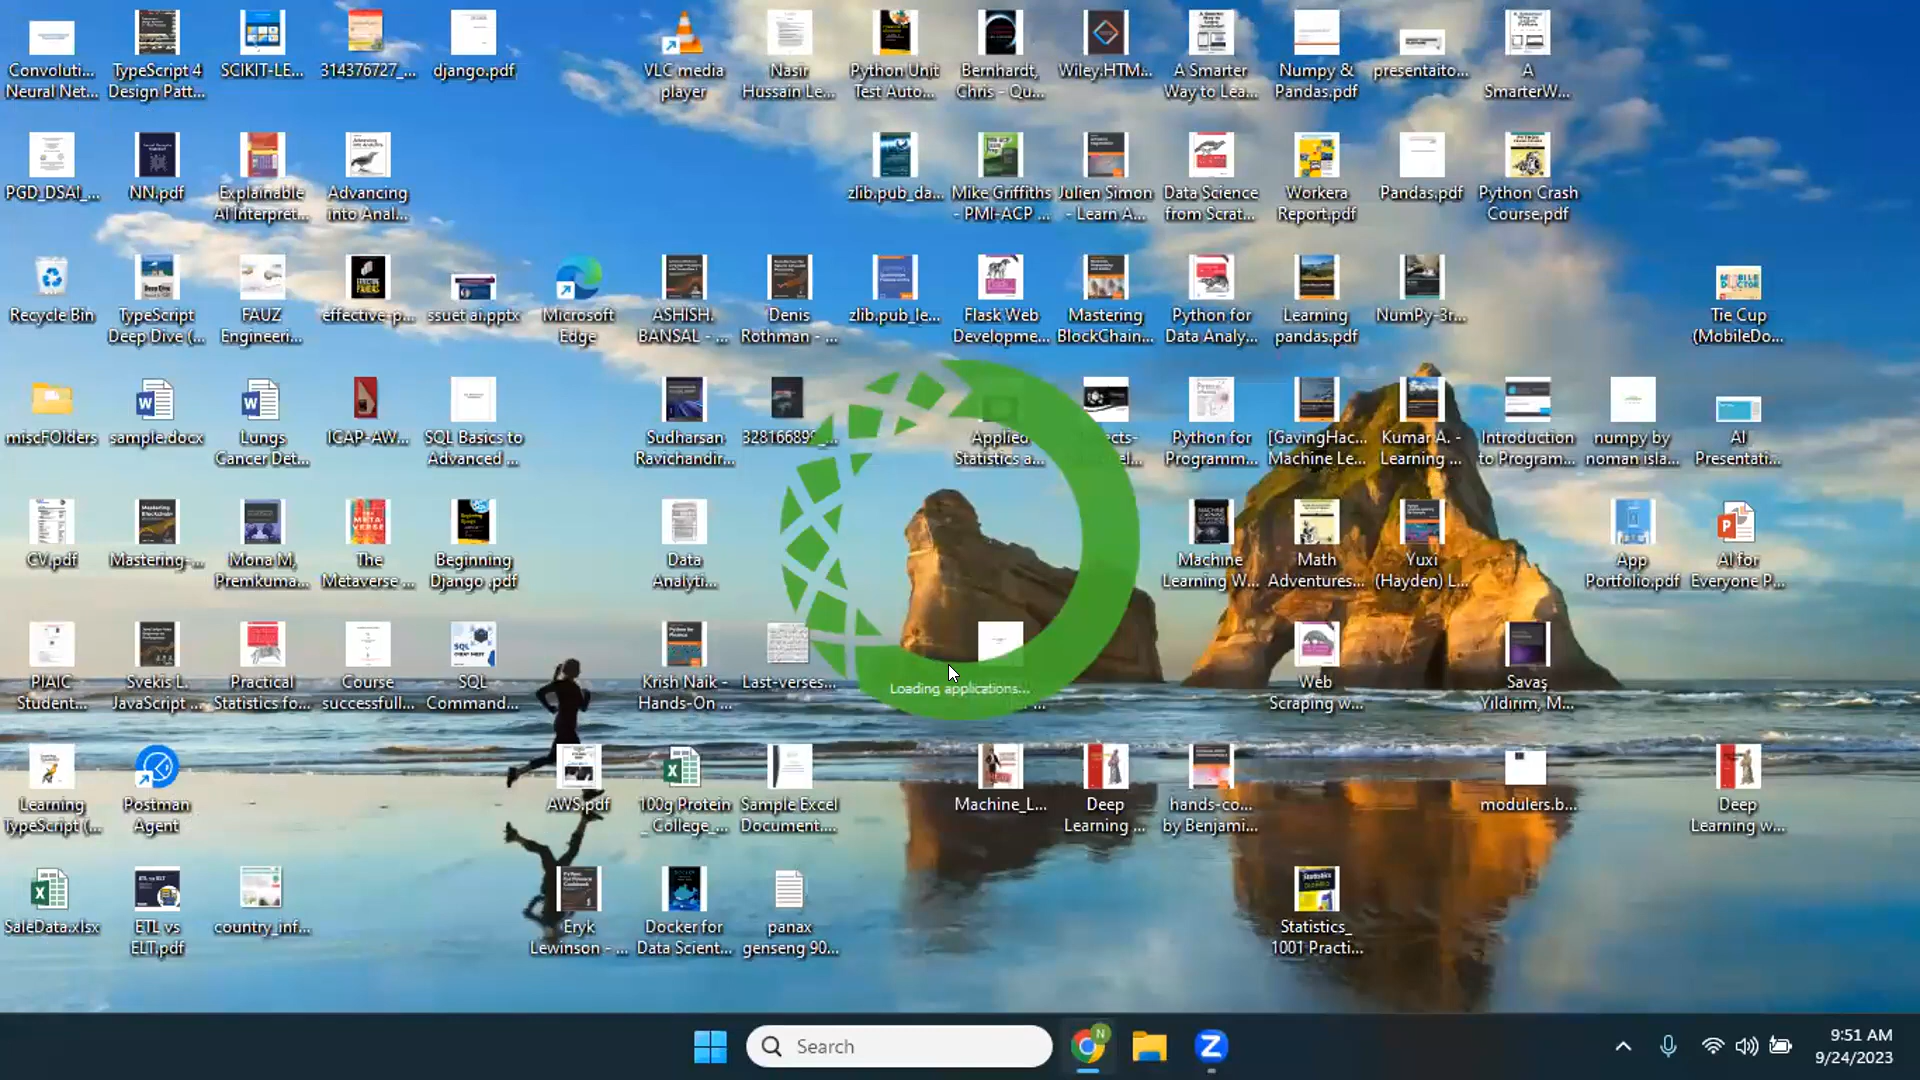 Convoluti...
Neural Net...
TypeScript 4
Design Patt...
SCIKIT-LE...
314376727_...
django.pdf
VLC media
player
Nasir
Hussain Le...
Python Unit
Test Auto...
Bernhardt,
Chris - Qu...
Wiley.HTM...
A Smarter
Way to Lea...
Numpy &
Pandas.pdf
presentaito...
A
SmarterW...
PGD_DSAI_...
NN.pdf
Explainable
AI Interpret...
Advancing
into Anal...
zlib.pub_da...
Mike Griffiths
- PMI-ACP ...
Julien Simon
- Learn A...
Data Science
from Scrat...
Workera
Report.pdf
Pandas.pdf
Python Crash
Course.pdf
Recycle Bin
TypeScript
Deep Dive (...
FAUZ
Engineeri...
effective-p...
ssuet ai.pptx
Microsoft
Edge
ASHISH.
BANSAL - ...
Denis
Rothman - ...
zlib.pub_le...
Flask Web
Developme...
Mastering
BlockChain...
Python for
Data Analy...
Learning
pandas.pdf
NumPy-3r...
Tie Cup
(MobileDo...
miscFOlders
sample.docx
Lungs
Cancer Det...
ICAP-AW...
SQL Basics to
Advanced ...
Sudharsan
Ravichandir...
328166899_...
Applied
Statistics a...
Python for
Programm...
[GavingHac...
Machine Le...
Kumar A. -
Learning ...
Introduction
to Program...
numpy by
noman isla...
AI
Presentati...
CV.pdf
Mastering-...
Mona M,
Premkuma...
The
Metaverse ...
Beginning
Django .pdf
Data
Analyti...
Machine
Learning W...
Math
Adventures...
Yuxi
(Hayden) L...
App
Portfolio.pdf
AI for
Everyone P...
PIAIC
Student...
Svekis L.
JavaScript ...
Practical
Statistics fo...
Course
successfull...
SQL
Command...
Krish Naik -
Hands-On ...
Last-verses...
Loading applications...
Web
Scraping w...
Savaş
Yıldırım, M...
Learning
TypeScript (...
Postman
Agent
AWS.pdf
100g Protein
_ College_...
Sample Excel
Document....
Machine_L...
Deep
Learning ...
hands-co...
by Benjami...
modulers.b...
Deep
Learning w...
SaleData.xlsx
ETL vs
ELT.pdf
country_inf...
Eryk
Lewinson - ...
Docker for
Data Scient...
panax
genseng 90...
Statistics_
1001 Practi...
Search
9:51 AM
9/24/2023